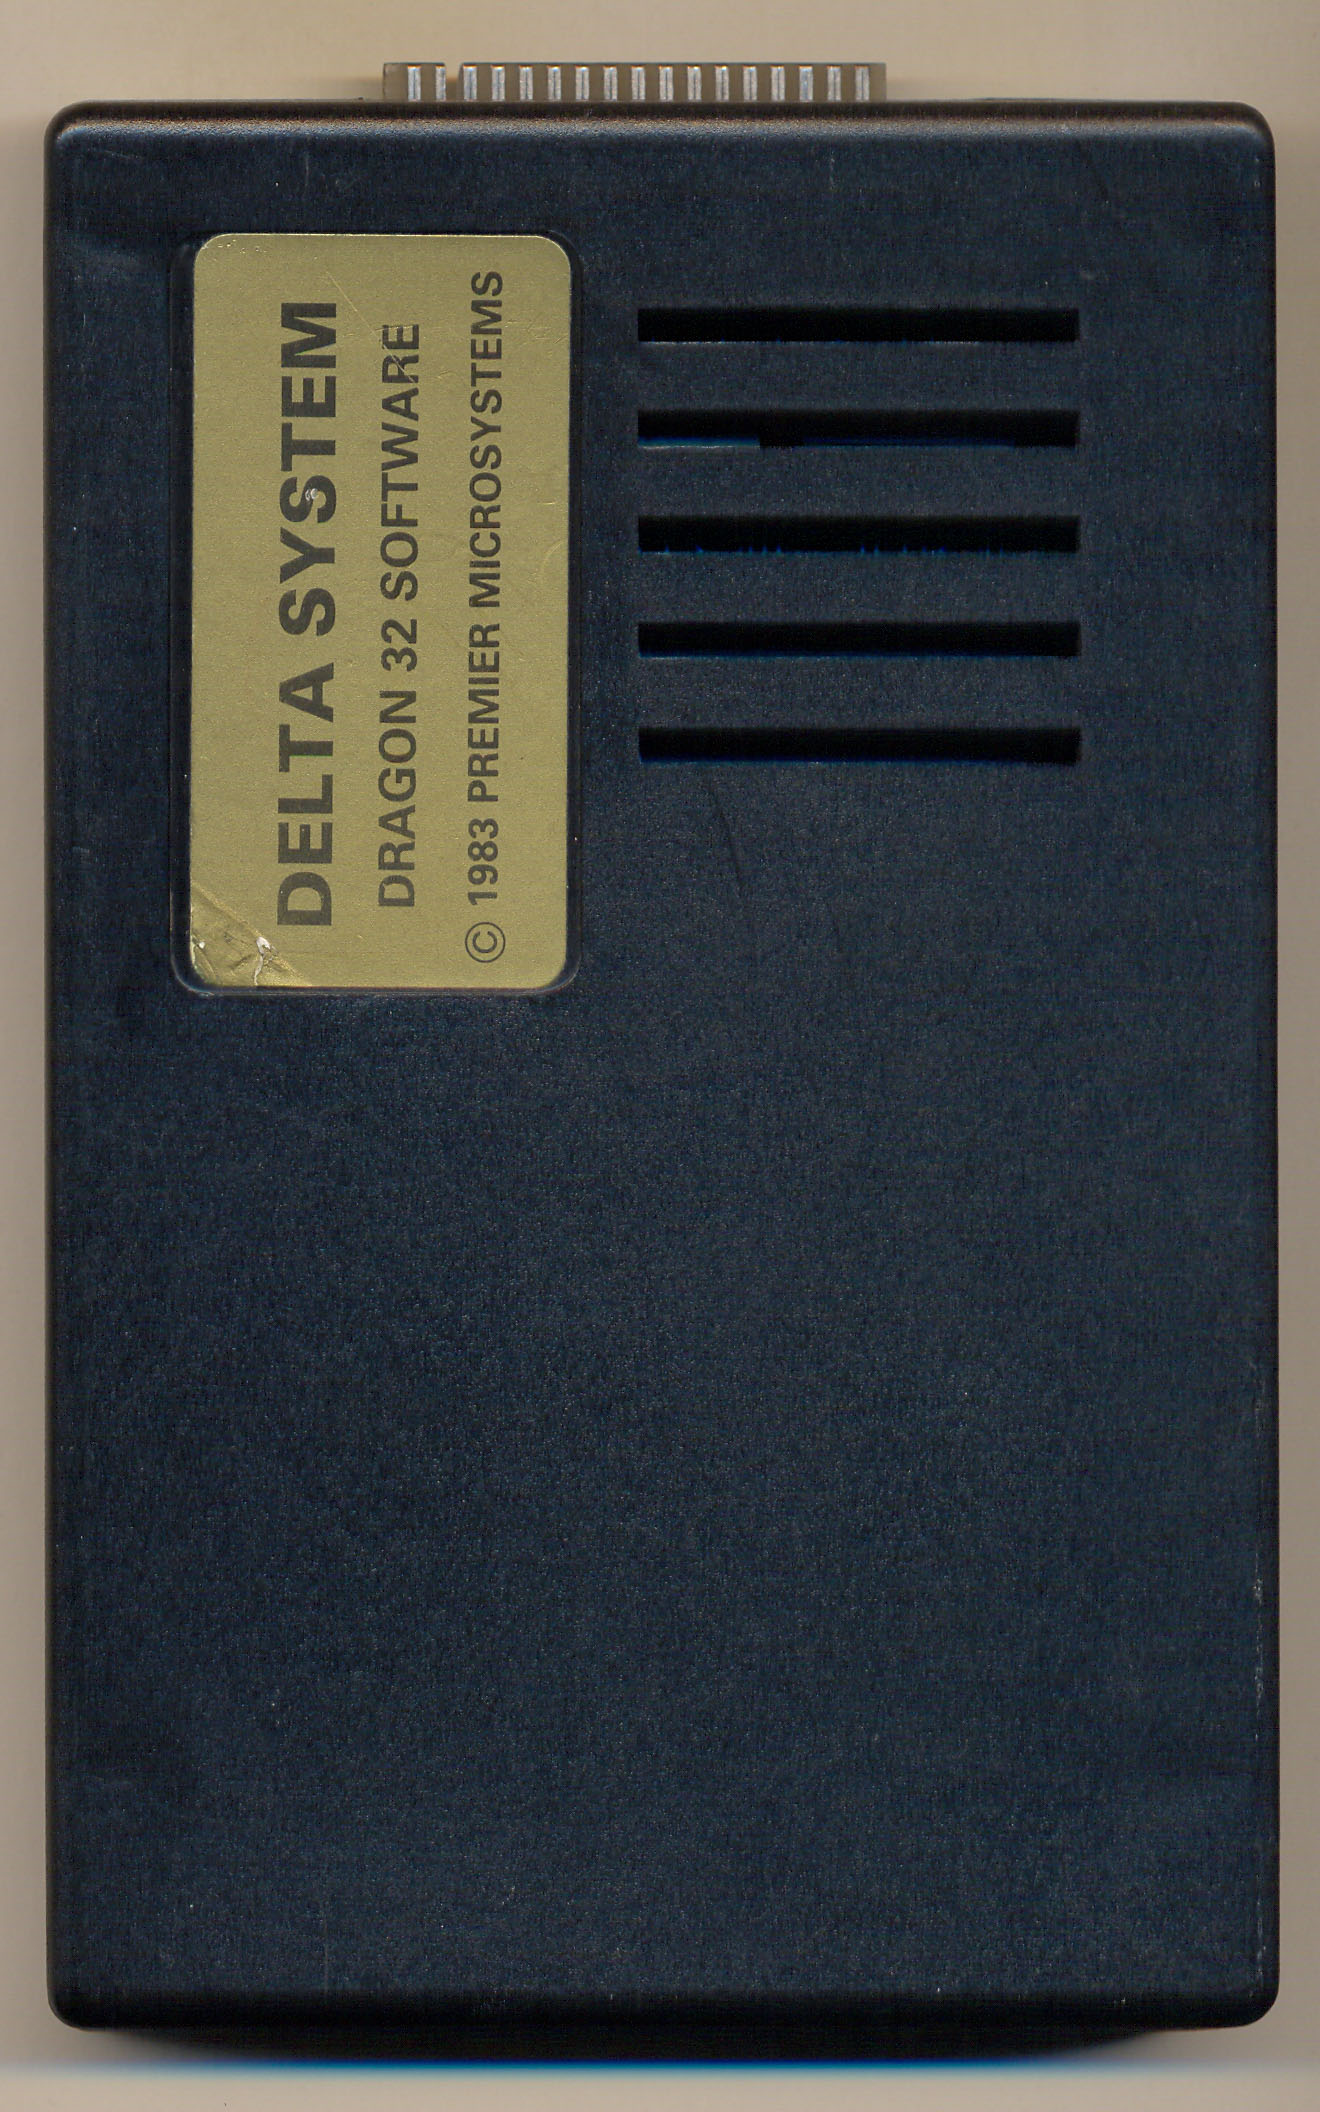 DELTA SYSTEM
DRAGON 32 SOFTWARE
© 1983 PREMIER MICROSYSTEMS